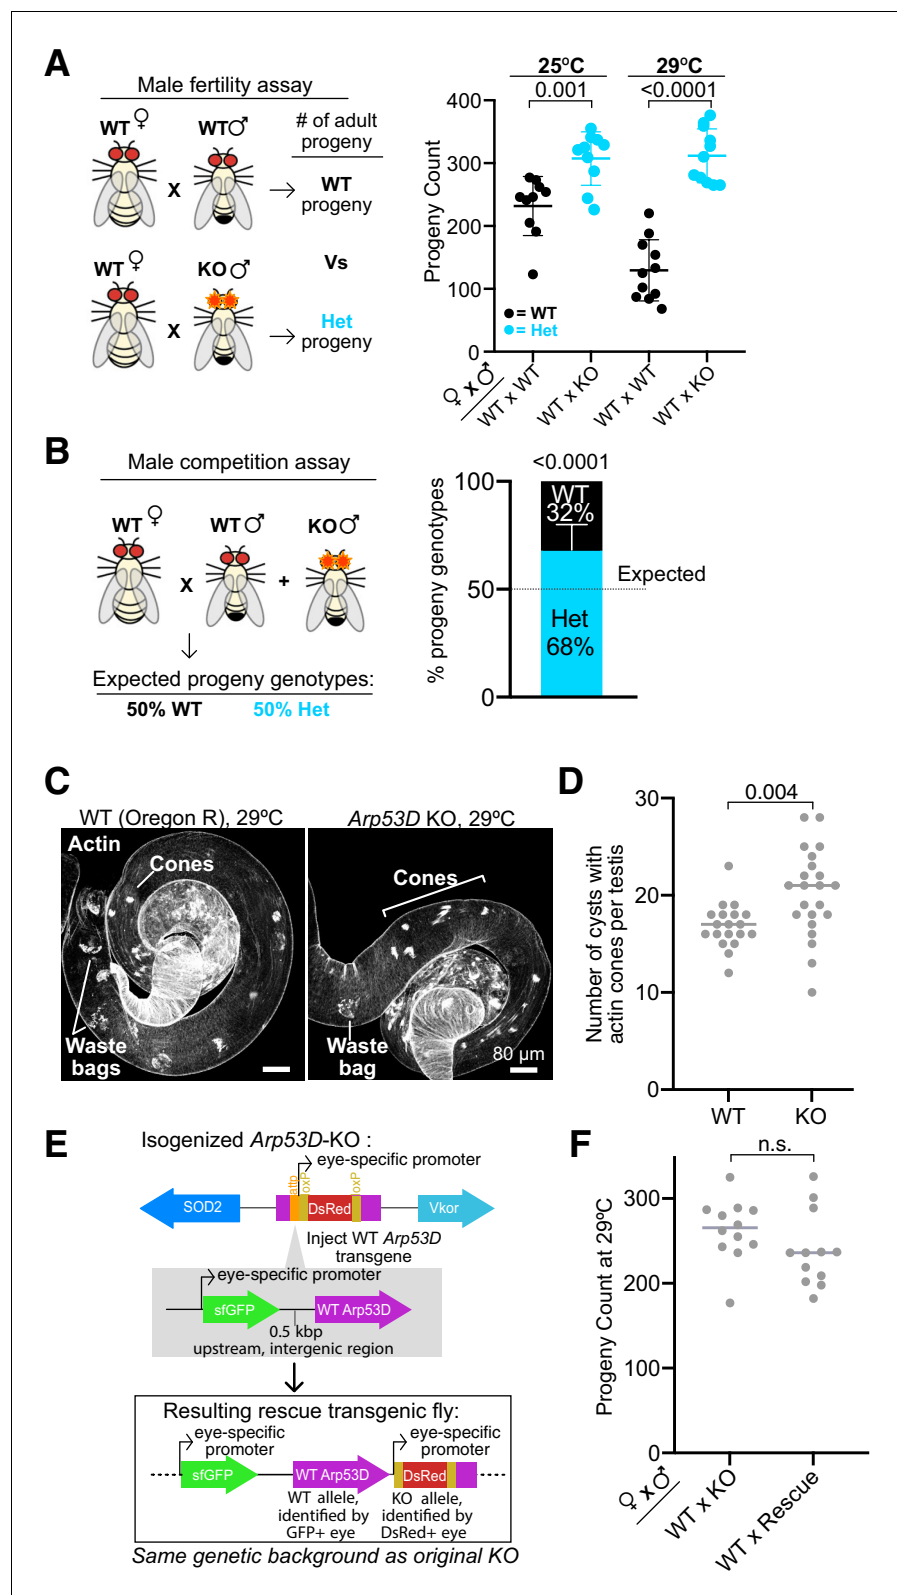 A
Male fertility assay
WT ♀
WT♂
# of adult
progeny
X
WT
progeny
Vs
WT ♀
KO♂
X
Het
progeny
25ºC
29ºC
0.001
<0.0001
Progeny Count
400
300
200
100
0
= WT
= Het
♀ x ♂
WT x WT
WT x KO
WT x WT
WT x KO
B
Male competition assay
WT ♀
WT♂
KO♂
X
+
Expected progeny genotypes:
50% WT
50% Het
% progeny genotypes
100
50
0
<0.0001
WT
32%
Expected
Het
68%
C
WT (Oregon R), 29ºC
Arp53D KO, 29ºC
Actin
Cones
Waste
bags
Cones
Waste
bag
80 µm
D
Number of cysts with
actin cones per testis
30
20
10
0
0.004
WT
KO
E
Isogenized Arp53D-KO :
eye-specific promoter
attp
loxP
loxP
SOD2
DsRed
Vkor
Inject WT Arp53D
transgene
eye-specific promoter
sfGFP
WT Arp53D
0.5 kbp
upstream, intergenic region
Resulting rescue transgenic fly:
eye-specific
promoter
eye-specific
promoter
sfGFP
WT Arp53D
DsRed
WT allele,
identified by
GFP+ eye
KO allele,
identified by
DsRed+ eye
Same genetic background as original KO
F
Progeny Count at 29ºC
n.s.
300
200
100
0
♀ x ♂
WT x KO
WT x Rescue